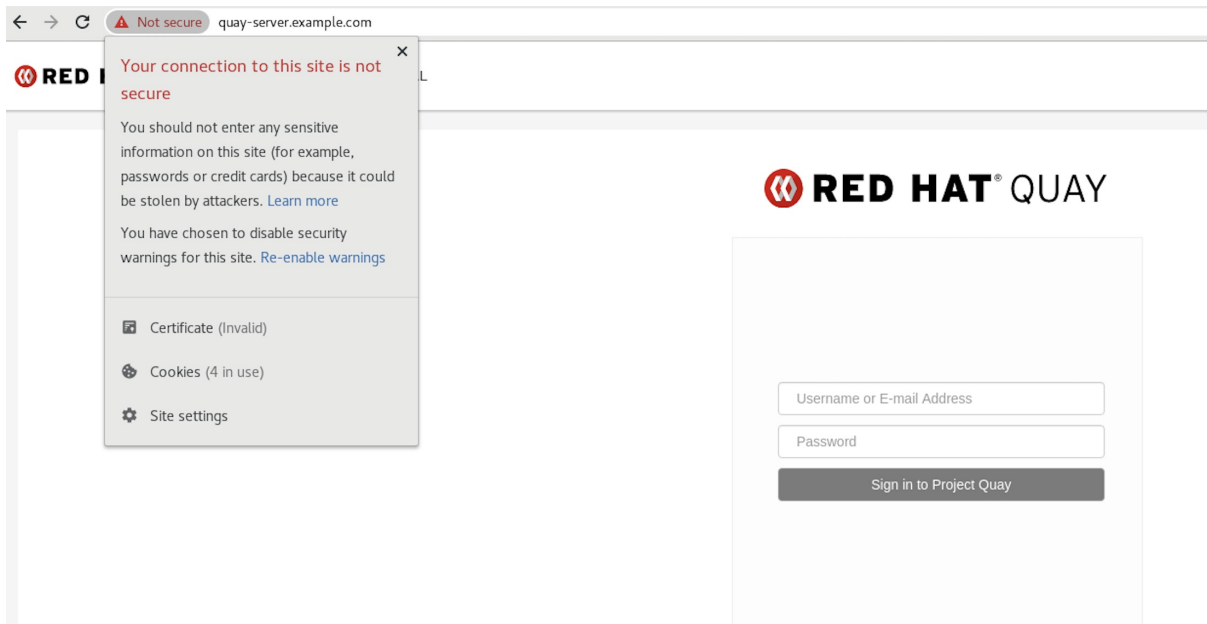 Not secure quay-server.example.com
RED
L
Your connection to this site is not
secure
You should not enter any sensitive
information on this site (for example,
passwords or credit cards) because it could
be stolen by attackers. Learn more
You have chosen to disable security
warnings for this site. Re-enable warnings
Certificate (Invalid)
Cookies (4 in use)
Site settings
RED HAT® QUAY
Username or E-mail Address
Password
Sign in to Project Quay